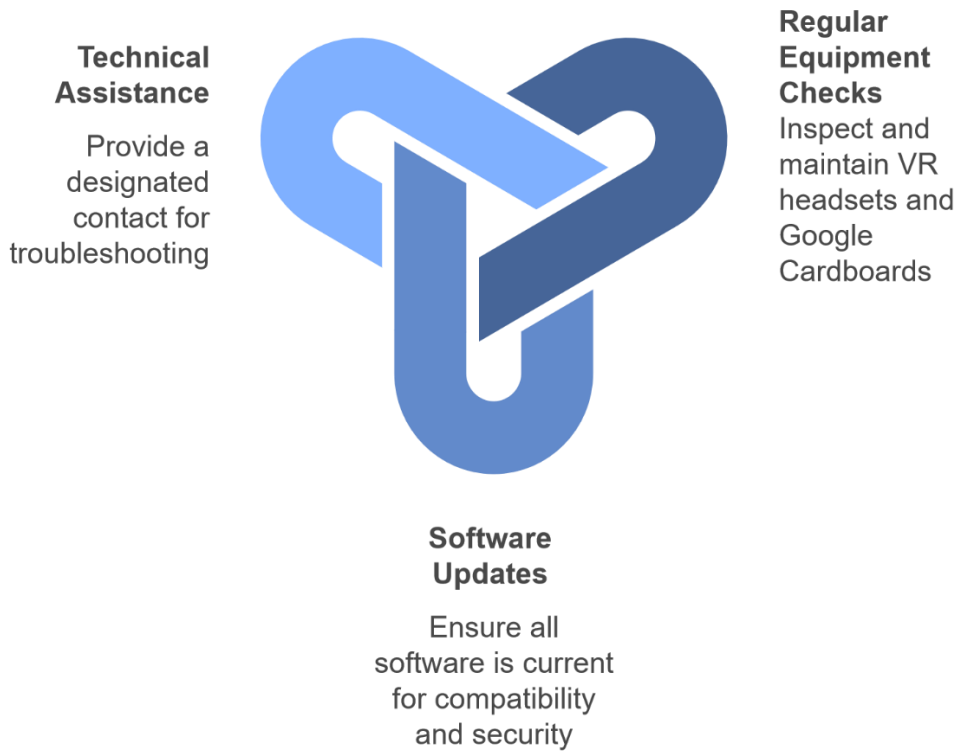 Technical
Assistance
Provide a
designated
contact for
troubleshooting
Regular
Equipment
Checks
Inspect and
maintain VR
headsets and
Google
Cardboards
Software
Updates
Ensure all
software is current
for compatibility
and security